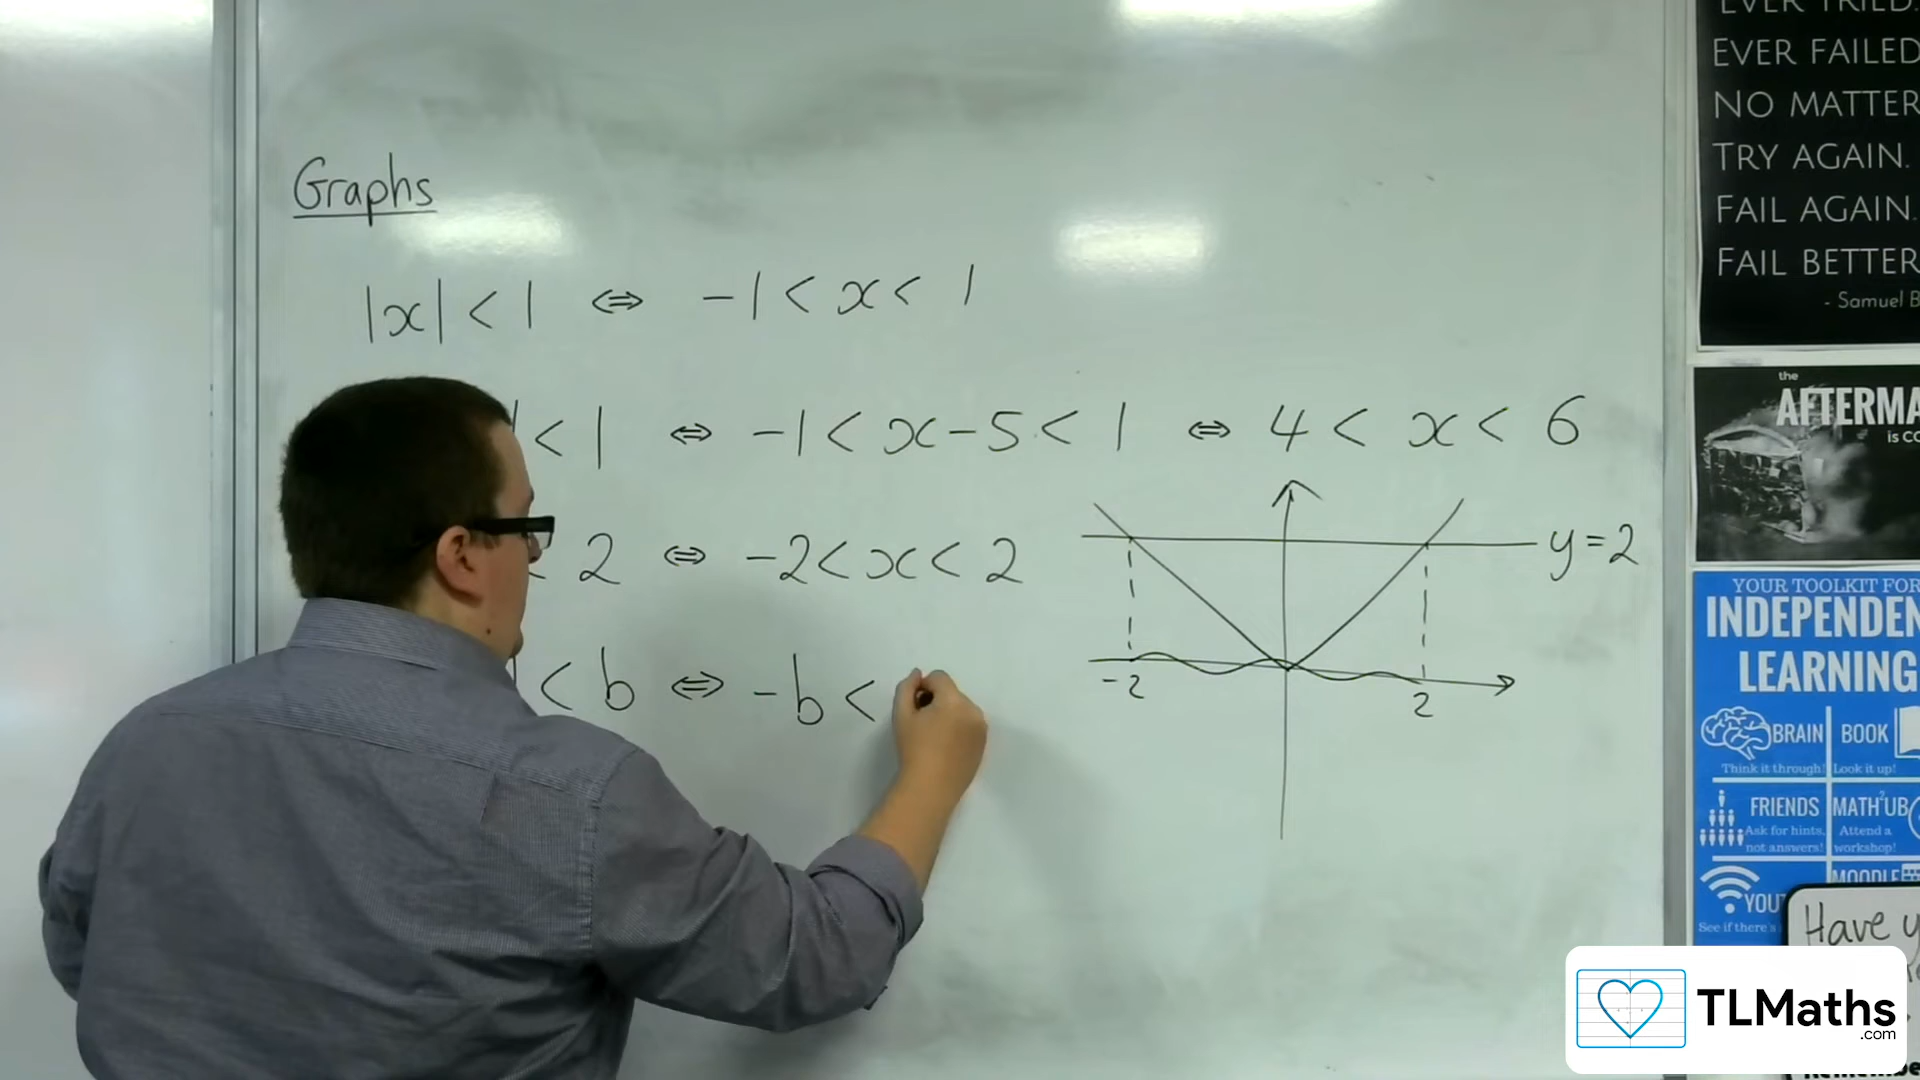 Graphs
|x| < 1 ⇔ -1 < x < 1
< 1 ⇔ -1 < x-5 < 1 ⇔ 4 < x < 6
< 2 ⇔ -2 < x < 2
< b ⇔ -b <
y=2
-2
2
EVER TRIED.
EVER FAILED
NO MATTER
TRY AGAIN.
FAIL AGAIN.
FAIL BETTER
- Samuel B
the
AFTERMA
is CO
YOUR TOOLKIT FOR
INDEPENDEN
LEARNING
BRAIN
Think it through!
BOOK
Look it up!
FRIENDS
Ask for hints,
not answers!
MATH²UB
Attend a
workshop!
YOU
See if there's
MOODLE
Have y
TLMaths
.com